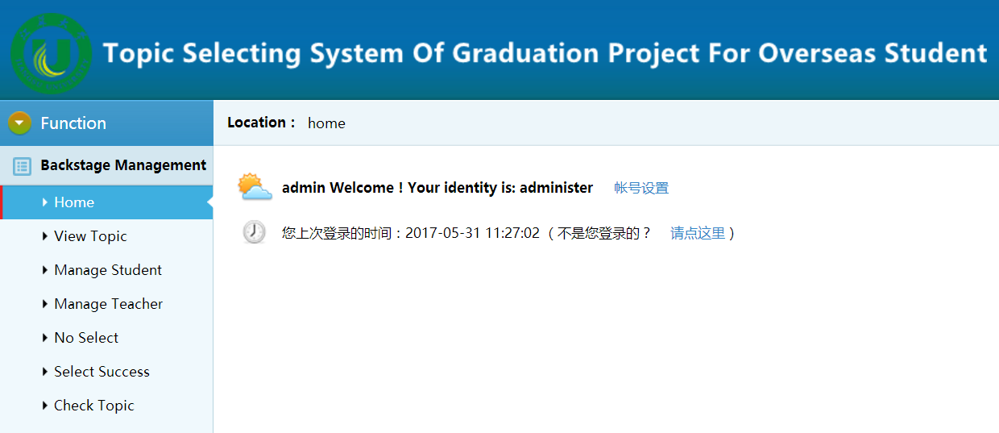 Topic Selecting System Of Graduation Project For Overseas Student
Function
Location： home
Backstage Management
admin Welcome ! Your identity is: administer 帐号设置
Home
您上次登录的时间：2017-05-31 11:27:02 （ 不是您登录的？ 请点这里 ）
View Topic
Manage Student
Manage Teacher
No Select
Select Success
Check Topic